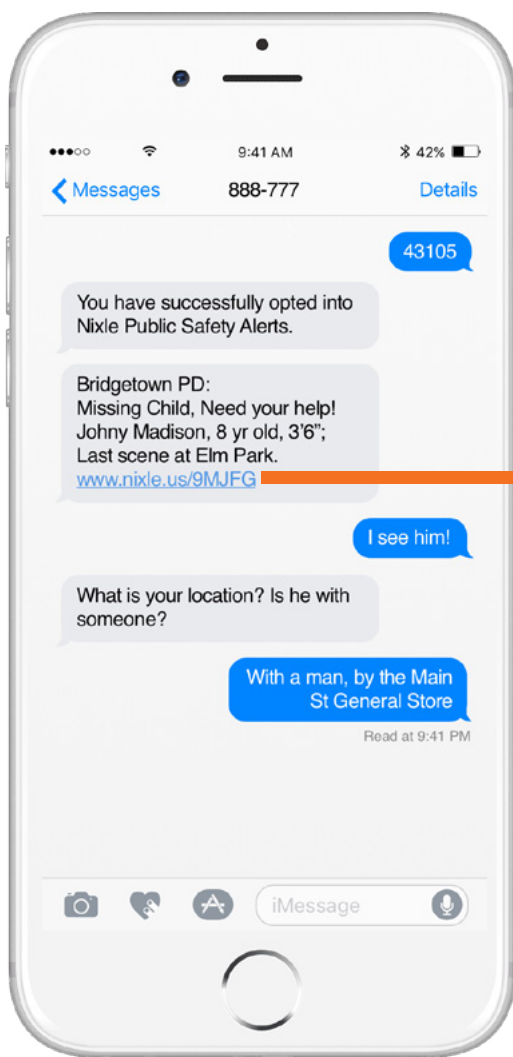 9:41 AM
42%
Messages
888-777
Details
43105
You have successfully opted into
Nixle Public Safety Alerts.
Bridgetown PD:
Missing Child, Need your help!
Johny Madison, 8 yr old, 3’6”;
Last scene at Elm Park.
www.nixle.us/9MJFG
I see him!
What is your location? Is he with
someone?
With a man, by the Main
St General Store
Read at 9:41 PM
iMessage